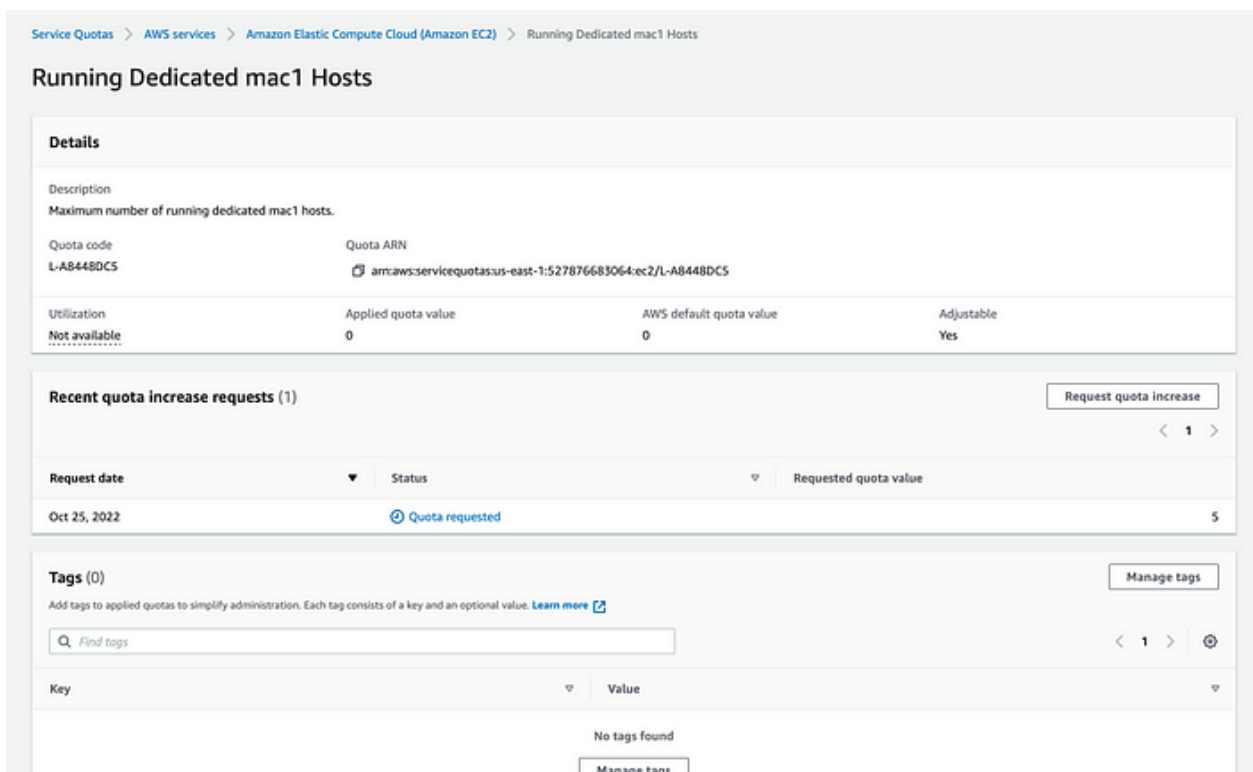 Service Quotas > AWS services > Amazon Elastic Compute Cloud (Amazon EC2) > Running Dedicated mac1 Hosts
Running Dedicated mac1 Hosts
Details
Description
Maximum number of running dedicated mac1 hosts.
Quota code Quota ARN
L-A8448DC5 arn:aws:servicequotas:us-east-1:527876683064:ec2/L-A8448DC5
Utilization Applied quota value AWS default quota value Adjustable
Not available 0 0 Yes
Recent quota increase requests (1) Request quota increase
< 1 >
Request date Status Requested quota value
Oct 25, 2022 Quota requested 5
Tags (0) Manage tags
Add tags to applied quotas to simplify administration. Each tag consists of a key and an optional value. Learn more
Find tags < 1 >
Key Value
No tags found
Manage tags